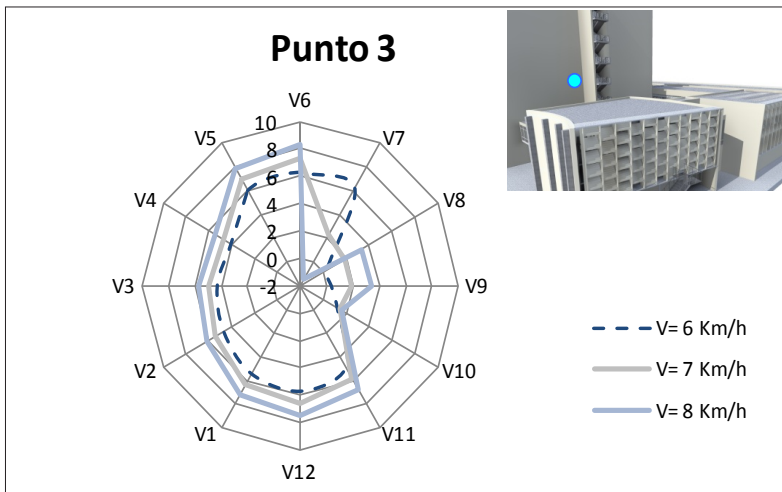 Punto 3
V6
10
V5
V7
8
6
V4
V8
4
2
0
V3
-2
V9
V2
V10
V1
V11
V12
V= 6 Km/h
V= 7 Km/h
V= 8 Km/h